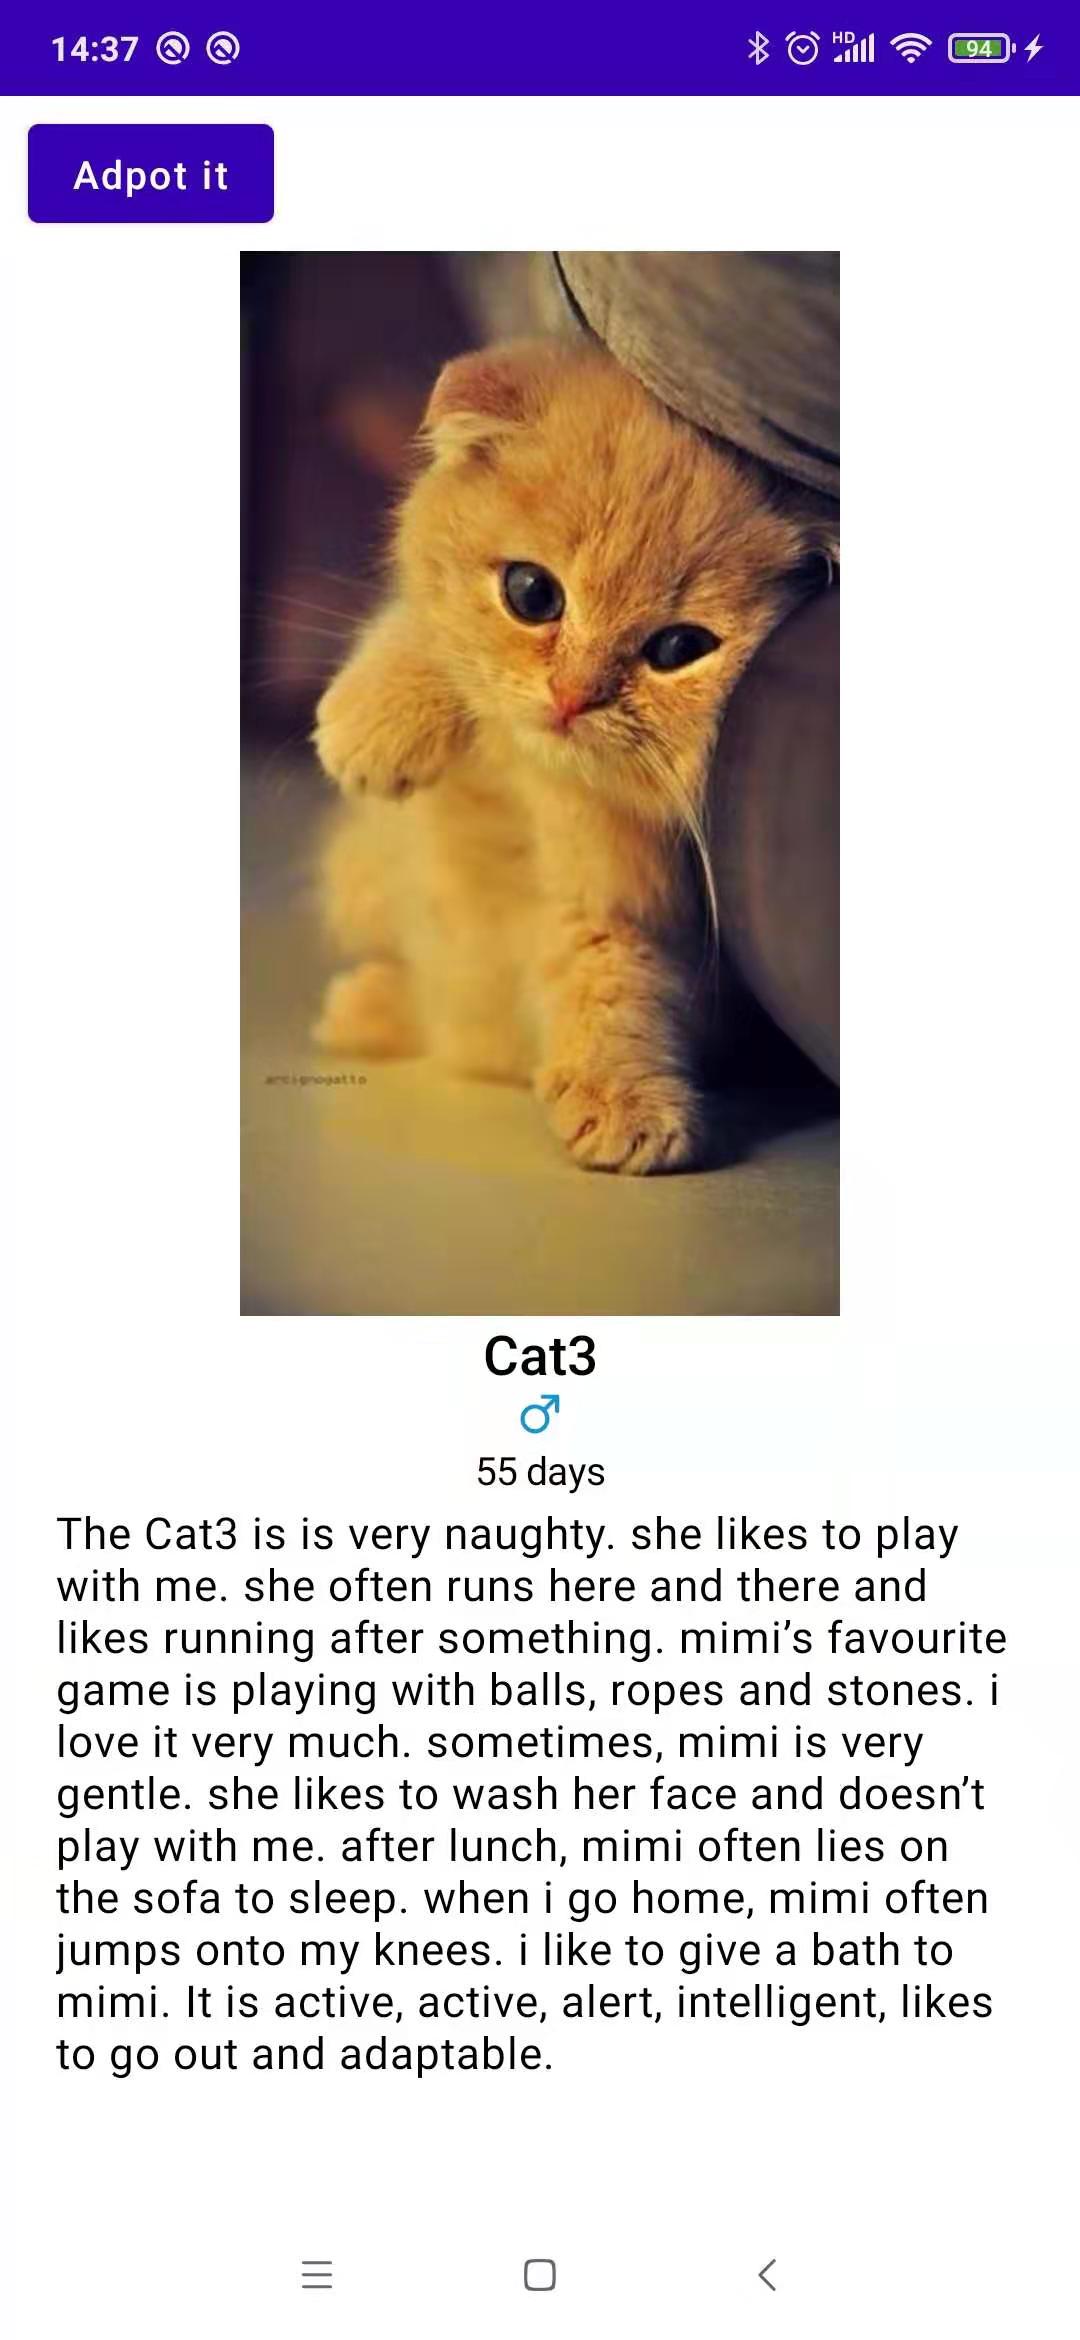 14:37
HD
94
Adpot it
artignogatto
Cat3
55 days
The Cat3 is is very naughty. she likes to play
with me. she often runs here and there and
likes running after something. mimi’s favourite
game is playing with balls, ropes and stones. i
love it very much. sometimes, mimi is very
gentle. she likes to wash her face and doesn’t
play with me. after lunch, mimi often lies on
the sofa to sleep. when i go home, mimi often
jumps onto my knees. i like to give a bath to
mimi. It is active, active, alert, intelligent, likes
to go out and adaptable.